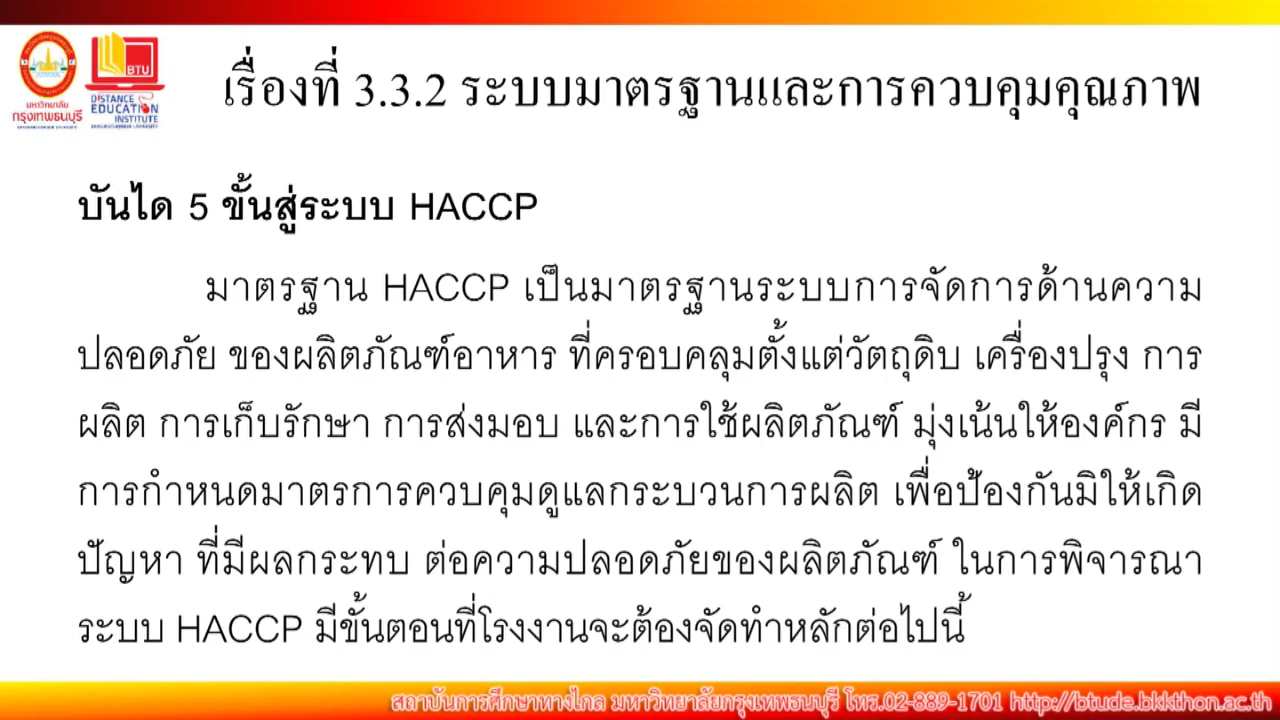 เรื่องที่ 3.3.2 ระบบมาตรฐานและการควบคุมคุณภาพ
BTU
มหาวิทยาลัย
กรุงเทพธนบุรี
DISTANCE
EDUCATION
INSTITUTE
บันได 5 ขั้นสู่ระบบ HACCP
มาตรฐาน HACCP เป็นมาตรฐานระบบการจัดการด้านความ
ปลอดภัย ของผลิตภัณฑ์อาหาร ที่ครอบคลุมตั้งแต่วัตถุดิบ เครื่องปรุง การ
ผลิต การเก็บรักษา การส่งมอบ และการใช้ผลิตภัณฑ์ มุ่งเน้นให้องค์กร มี
การกำหนดมาตรการควบคุมดูแลกระบวนการผลิต เพื่อป้องกันมิให้เกิด
ปัญหา ที่มีผลกระทบ ต่อความปลอดภัยของผลิตภัณฑ์ ในการพิจารณา
ระบบ HACCP มีขั้นตอนที่โรงงานจะต้องจัดทำหลักต่อไปนี้
สถาบันการศึกษาทางไกล มหาวิทยาลัยกรุงเทพธนบุรี โทร.02-889-1701 http://btude.bkkthon.ac.th